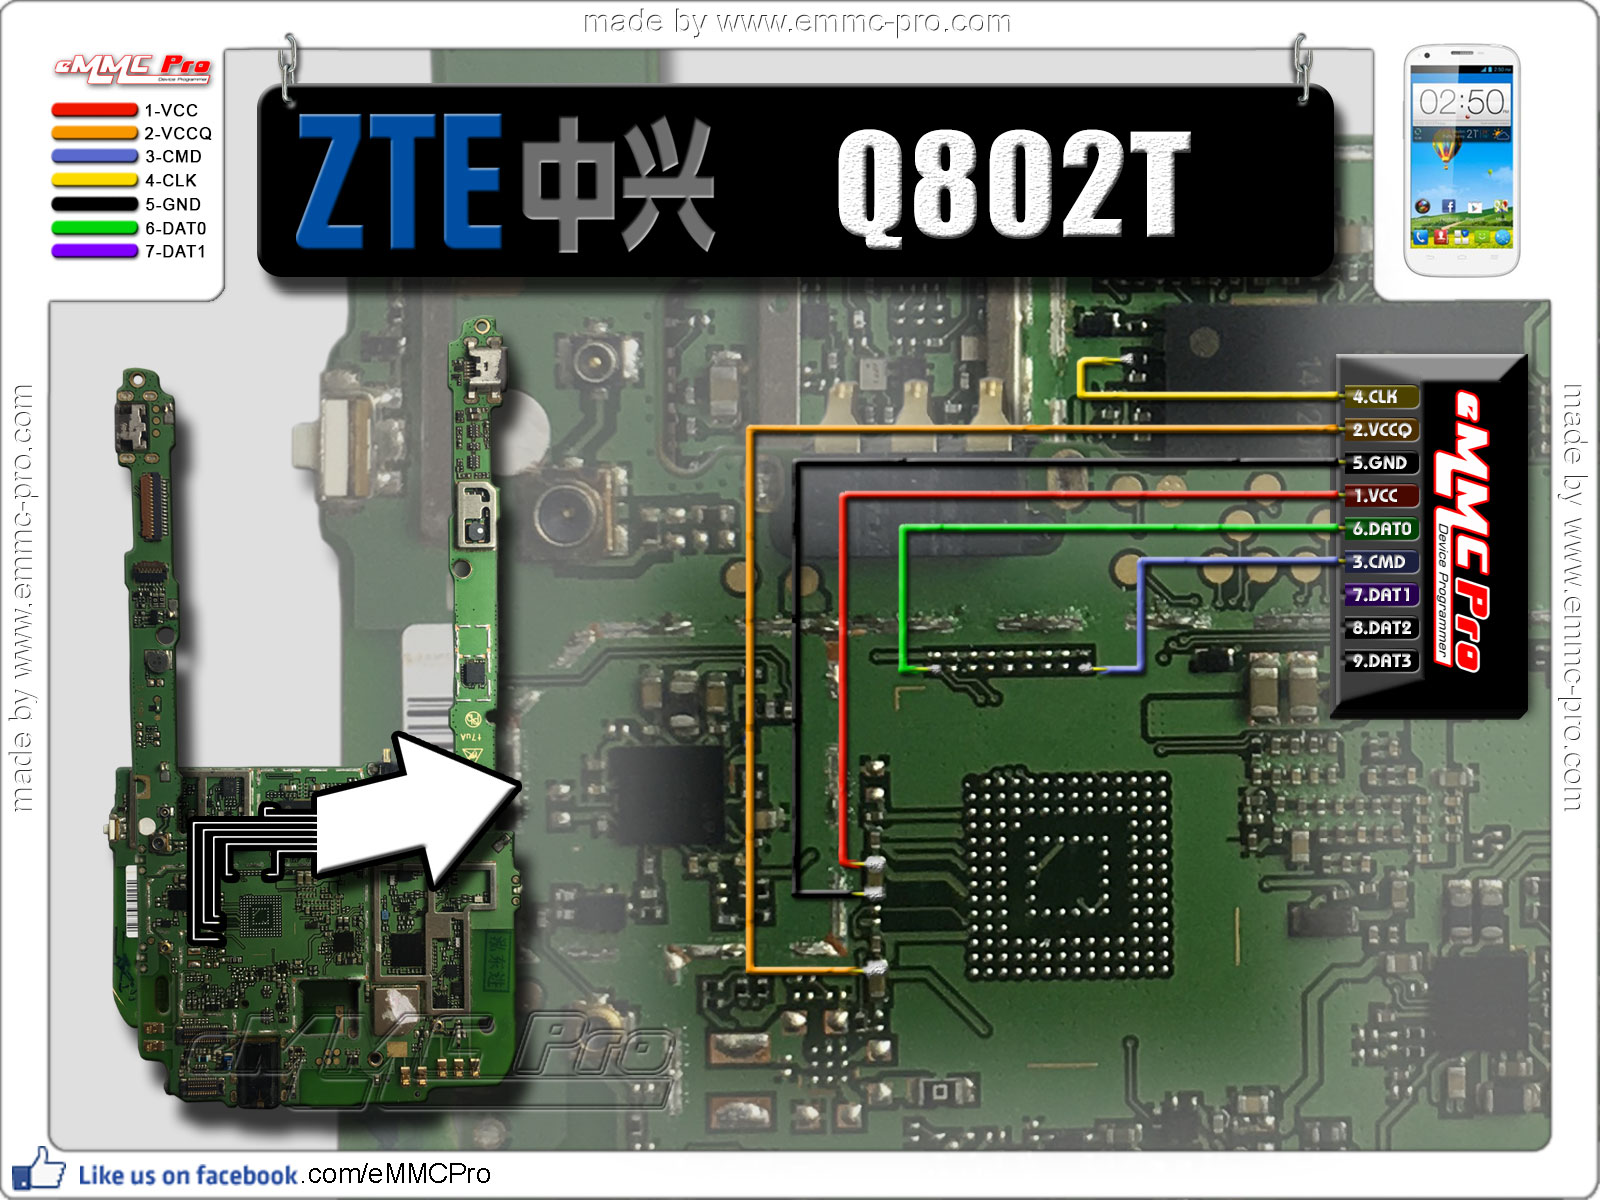 made by www.emmc-pro.com
eMMC Pro
Device Programmer
1-VCC
2-VCCQ
3-CMD
4-CLK
5-GND
6-DAT0
7-DAT1
ZTE中兴 Q802T
02:50
4.CLK
2.VCCQ
5.GND
1.VCC
6.DAT0
3.CMD
7.DAT1
8.DAT2
9.DAT3
eMMC Pro
Device Programmer
made by www.emmc-pro.com
made by www.emmc-pro.com
eMMC Pro
Like us on facebook.com/eMMCPro